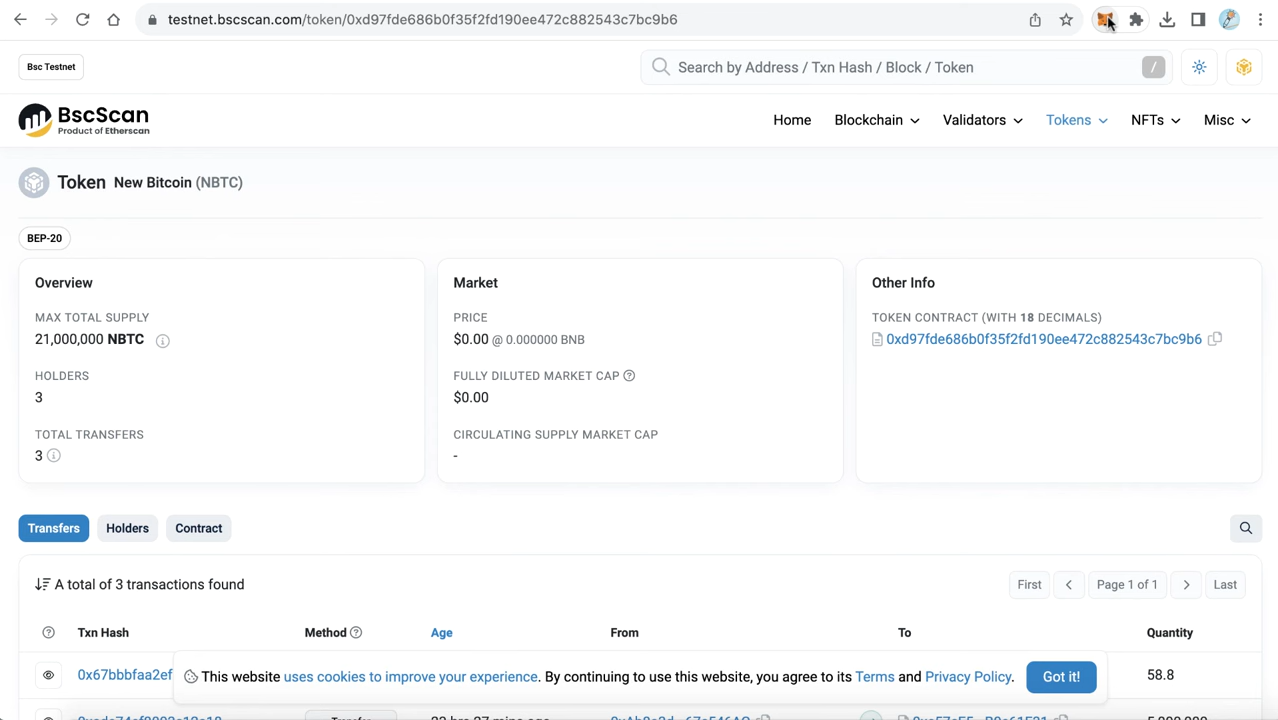 testnet.bscscan.com/token/0xd97fde686b0f35f2fd190ee472c882543c7bc9b6
Bsc Testnet
Search by Address / Txn Hash / Block / Token
/
BscScan
Product of Etherscan
Home Blockchain Validators Tokens NFTs Misc
Token New Bitcoin (NBTC)
BEP-20
Overview
MAX TOTAL SUPPLY
21,000,000 NBTC
HOLDERS
3
TOTAL TRANSFERS
3
Market
PRICE
$0.00 @ 0.000000 BNB
FULLY DILUTED MARKET CAP
$0.00
CIRCULATING SUPPLY MARKET CAP
-
Other Info
TOKEN CONTRACT (WITH 18 DECIMALS)
0xd97fde686b0f35f2fd190ee472c882543c7bc9b6
Transfers Holders Contract
A total of 3 transactions found
First Page 1 of 1 Last
Txn Hash Method Age From To Quantity
0x67bbbfaa2ef 58.8
This website uses cookies to improve your experience. By continuing to use this website, you agree to its Terms and Privacy Policy. Got it!